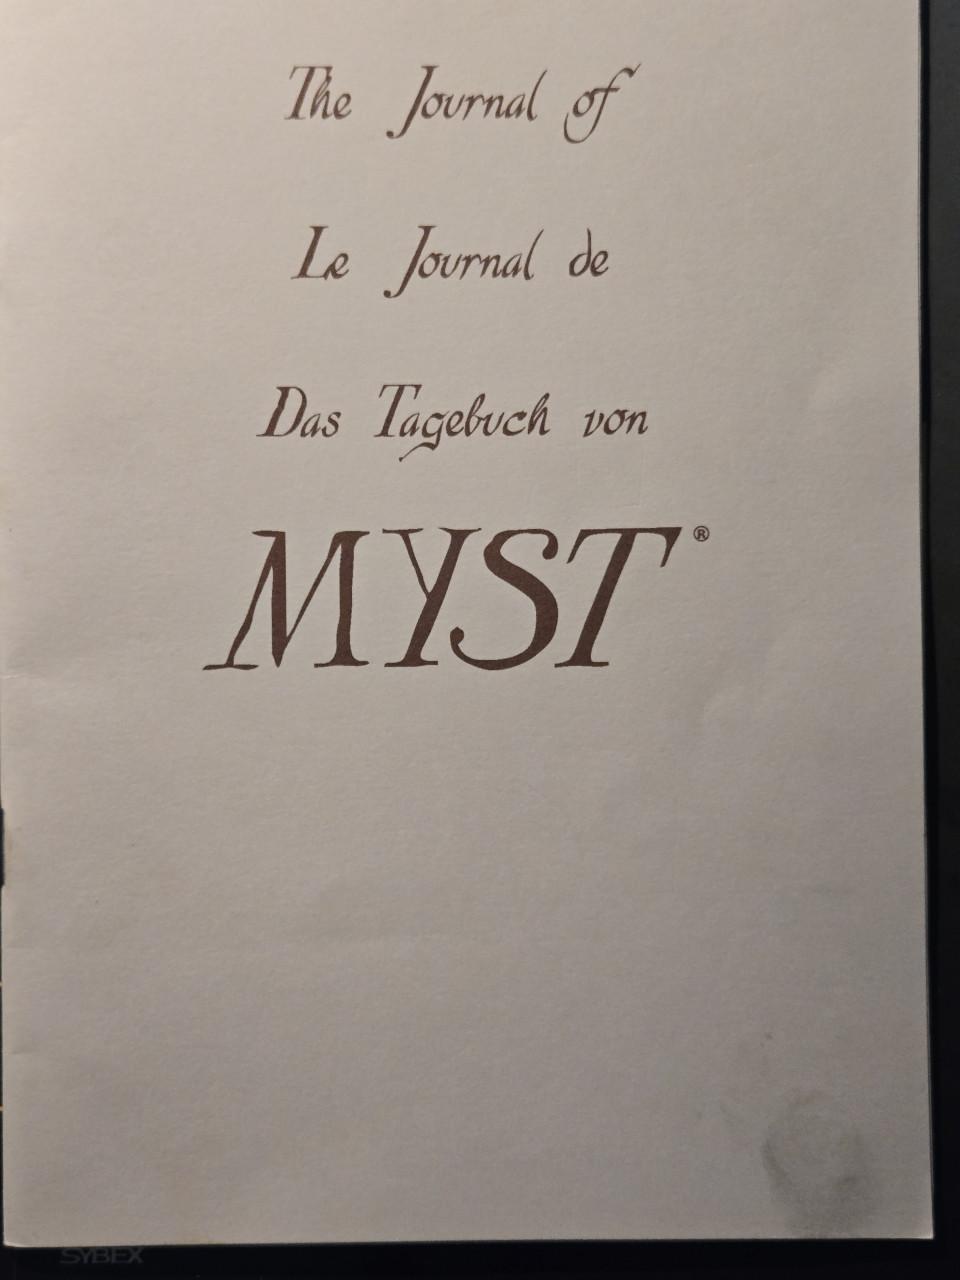 The Journal of
Le Journal de
Das Tagebuch von
MYST®
SYBEX